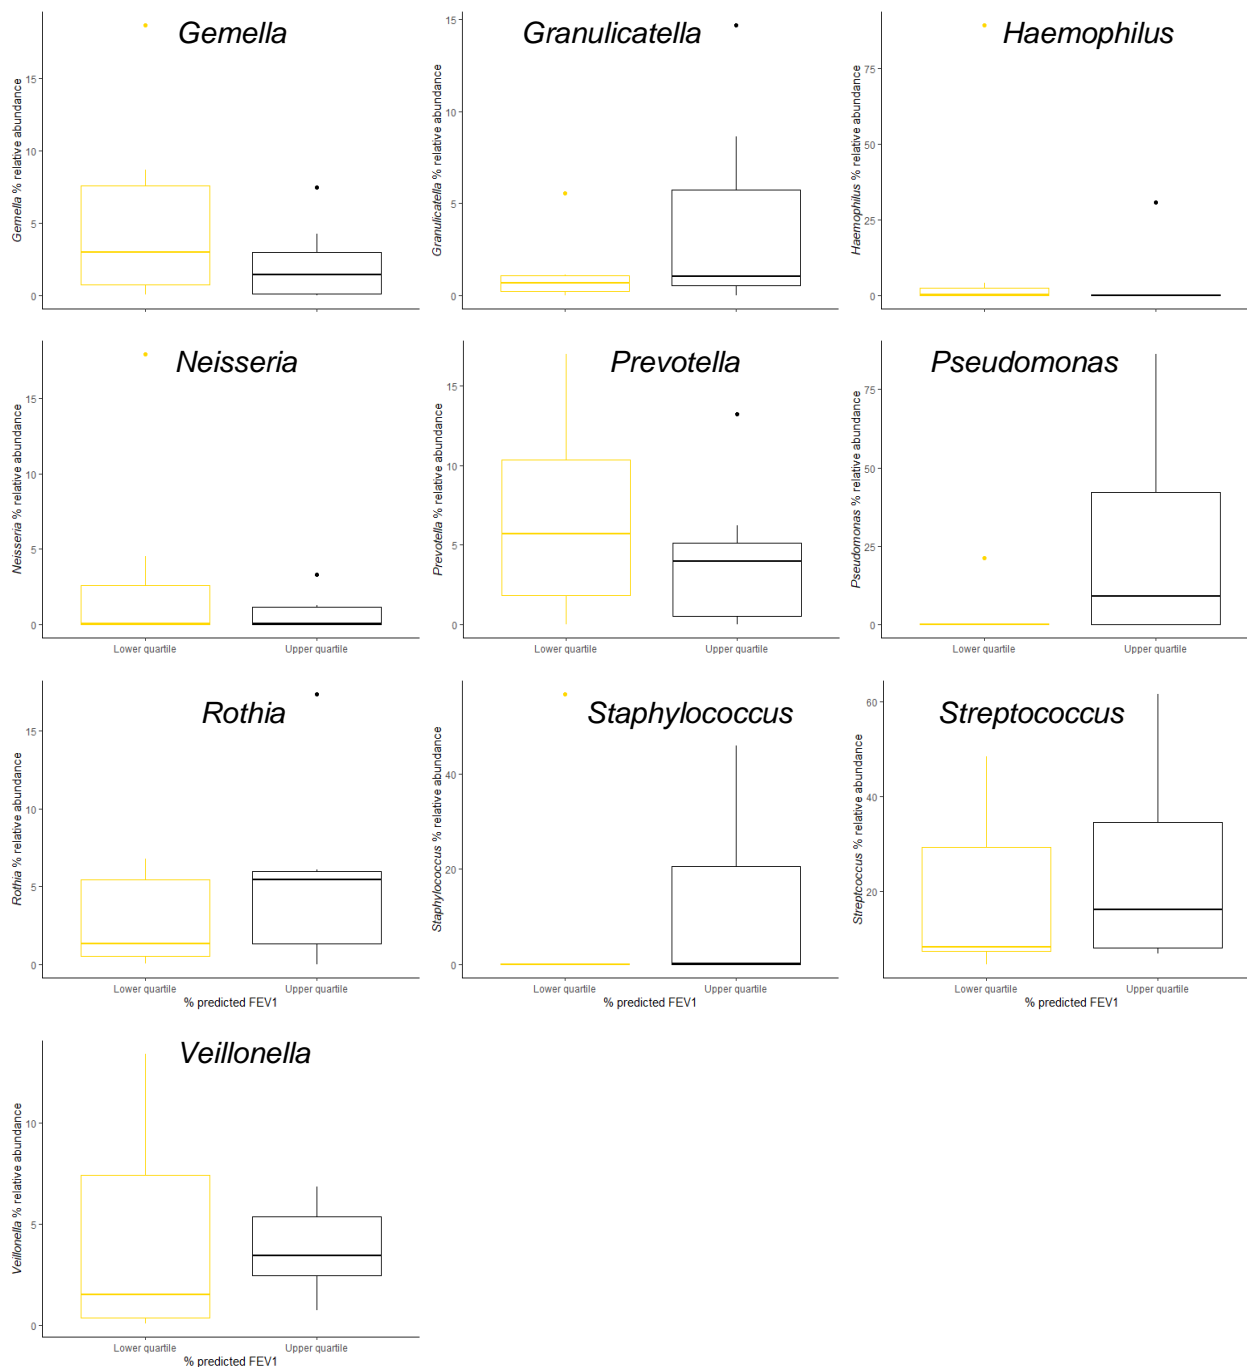 Gemella
Gemella % relative abundance
15
10
5
0
Granulicatella
Granulicatella % relative abundance
15
10
5
0
Haemophilus
Haemophilus % relative abundance
75
50
25
0
Neisseria
Neisseria % relative abundance
15
10
5
0
Lower quartile
Upper quartile
Prevotella
Prevotella % relative abundance
15
10
5
0
Lower quartile
Upper quartile
Pseudomonas
Pseudomonas % relative abundance
75
50
25
0
Lower quartile
Upper quartile
Rothia
Rothia % relative abundance
15
10
5
0
Lower quartile
Upper quartile
% predicted FEV1
Staphylococcus
Staphylococcus % relative abundance
40
20
0
Lower quartile
Upper quartile
% predicted FEV1
Streptococcus
Streptcoccus % relative abundance
60
40
20
Lower quartile
Upper quartile
% predicted FEV1
Veillonella
Veillonella % relative abundance
10
5
0
Lower quartile
Upper quartile
% predicted FEV1